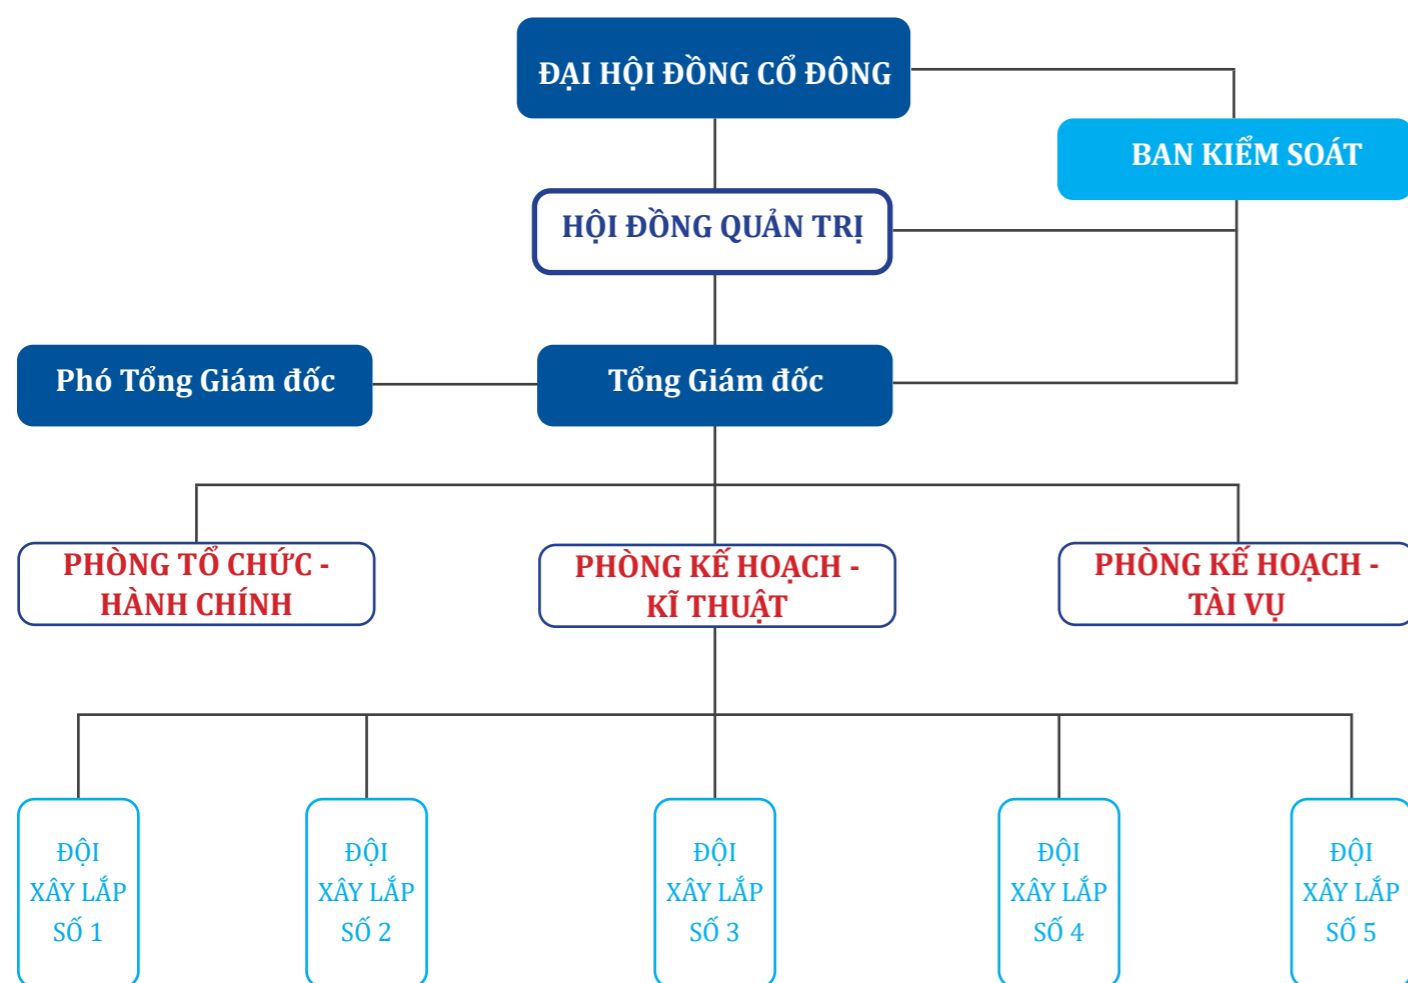 ĐẠI HỘI ĐỒNG CỔ ĐÔNG
BAN KIỂM SOÁT
HỘI ĐỒNG QUẢN TRỊ
Phó Tổng Giám đốc
Tổng Giám đốc
PHÒNG TỔ CHỨC -
HÀNH CHÍNH
PHÒNG KẾ HOẠCH -
KĨ THUẬT
PHÒNG KẾ HOẠCH -
TÀI VỤ
ĐỘI
XÂY LẮP
SỐ 1
ĐỘI
XÂY LẮP
SỐ 2
ĐỘI
XÂY LẮP
SỐ 3
ĐỘI
XÂY LẮP
SỐ 4
ĐỘI
XÂY LẮP
SỐ 5